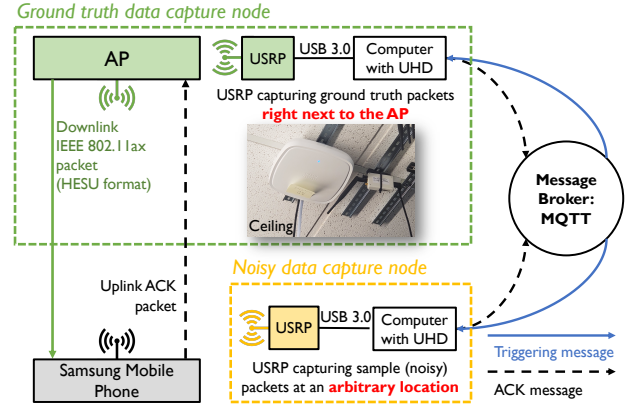 Ground truth data capture node
AP
USRP
USB 3.0
Computer
with UHD
USRP capturing ground truth packets
right next to the AP
Downlink
IEEE 802.11ax
packet
(HESU format)
Ceiling
Message
Broker:
MQTT
Uplink ACK
packet
Noisy data capture node
USRP
USB 3.0
Computer
with UHD
USRP capturing sample (noisy)
packets at an arbitrary location
Samsung Mobile
Phone
Triggering message
ACK message